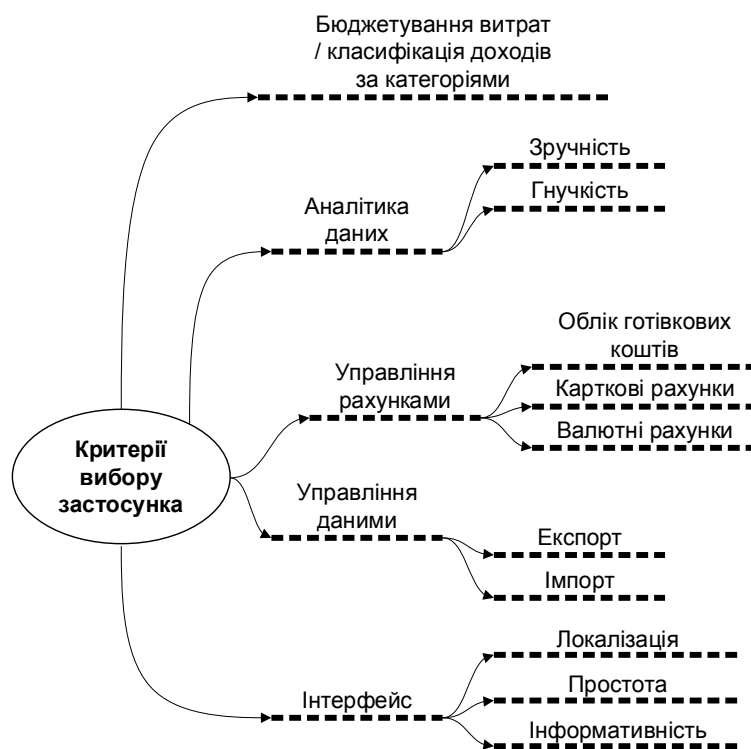 Бюджетування витрат
/ класифікація доходів
за категоріями
Зручність
Гнучкість
Аналітика
даних
Облік готівкових
коштів
Карткові рахунки
Валютні рахунки
Управління
рахунками
Критерії
вибору
застосунка
Управління
даними
Експорт
Імпорт
Локалізація
Простота
Інформативність
Інтерфейс